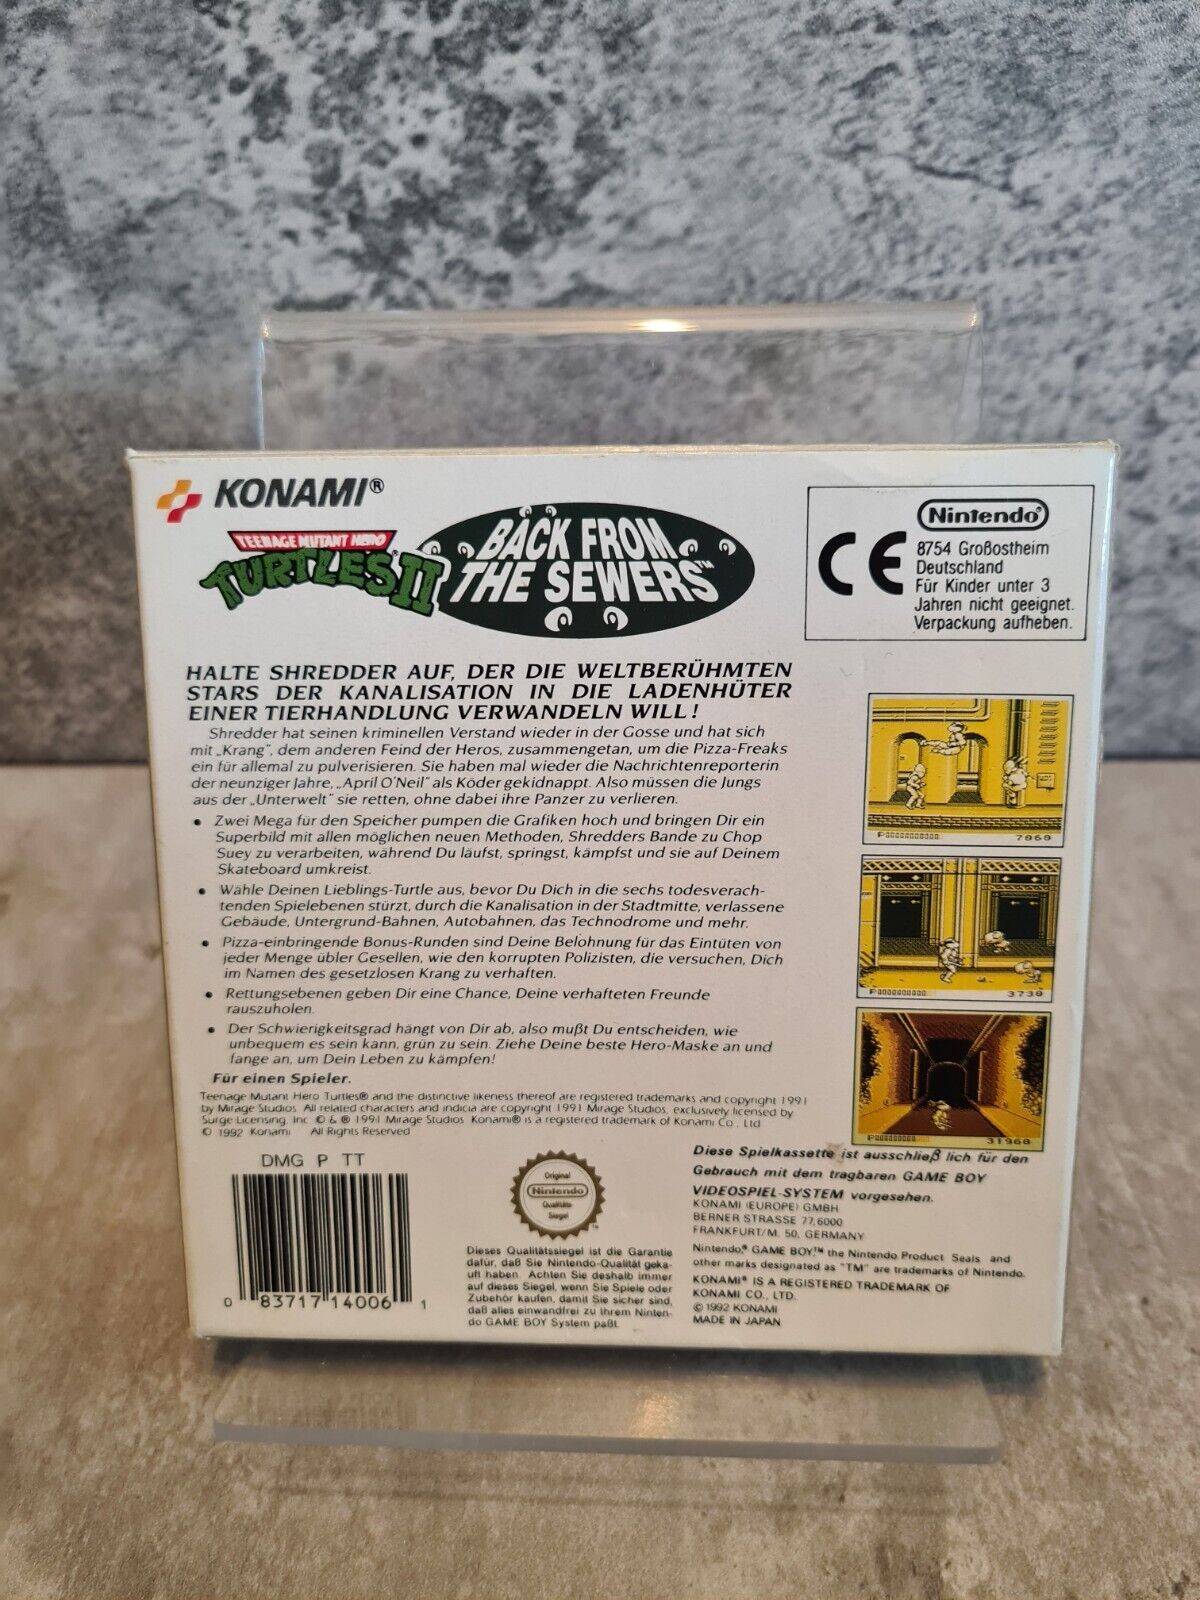 KONAMI®
TEENAGE MUTANT HERO
TURTLES® II
BACK FROM
THE SEWERS™
Nintendo®
CE
8754 Großostheim
Deutschland
Für Kinder unter 3
Jahren nicht geeignet.
Verpackung aufheben.
HALTE SHREDDER AUF, DER DIE WELTBERÜHMTEN
STARS DER KANALISATION IN DIE LADENHÜTER
EINER TIERHANDLUNG VERWANDELN WILL!
Shredder hat seinen kriminellen Verstand wieder in der Gosse und hat sich
mit „Krang", dem anderen Feind der Heros, zusammengetan, um die Pizza-Freaks
ein für allemal zu pulverisieren. Sie haben mal wieder die Nachrichtenreporterin
der neunziger Jahre, „April O'Neil" als Köder gekidnappt. Also müssen die Jungs
aus der „Unterwelt" sie retten, ohne dabei ihre Panzer zu verlieren.
• Zwei Mega für den Speicher pumpen die Grafiken hoch und bringen Dir ein
Superbild mit allen möglichen neuen Methoden, Shredders Bande zu Chop
Suey zu verarbeiten, während Du läufst, springst, kämpfst und sie auf Deinem
Skateboard umkreist.
• Wähle Deinen Lieblings-Turtle aus, bevor Du Dich in die sechs todesverach-
tenden Spielebenen stürzt, durch die Kanalisation in der Stadtmitte, verlassene
Gebäude, Untergrund-Bahnen, Autobahnen, das Technodrome und mehr.
• Pizza-einbringende Bonus-Runden sind Deine Belohnung für das Eintüten von
jeder Menge übler Gesellen, wie den korrupten Polizisten, die versuchen, Dich
im Namen des gesetzlosen Krang zu verhaften.
• Rettungsebenen geben Dir eine Chance, Deine verhafteten Freunde
rauszuholen.
• Der Schwierigkeitsgrad hängt von Dir ab, also mußt Du entscheiden, wie
unbequem es sein kann, grün zu sein. Ziehe Deine beste Hero-Maske an und
fange an, um Dein Leben zu kämpfen!
Für einen Spieler.
Teenage Mutant Hero Turtles® and the distinctive likeness thereof are registered trademarks and copyright 1991
by Mirage Studios. All related characters and indicia are copyright 1991 Mirage Studios, exclusively licensed by
Surge Licensing, Inc. © & ® 1991 Mirage Studios. Konami® is a registered trademark of Konami Co., Ltd
© 1992 Konami All Rights Reserved
P 7060
P 3730
P 31960
DMG P TT
0 83717 14006 1
Original
Nintendo
Qualitäts
Siegel
™
Dieses Qualitätssiegel ist die Garantie
dafür, daß Sie Nintendo-Qualität geka-
uft haben. Achten Sie deshalb immer
auf dieses Siegel, wenn Sie Spiele oder
Zubehör kaufen, damit Sie sicher sind,
daß alles einwandfrei zu Ihrem Ninten-
do GAME BOY System paßt.
Diese Spielkassette ist ausschließ lich für den
Gebrauch mit dem tragbaren GAME BOY
VIDEOSPIEL-SYSTEM vorgesehen.
KONAMI (EUROPE) GMBH
BERNER STRASSE 77,6000
FRANKFURT/M. 50, GERMANY
Nintendo,® GAME BOY,™ the Nintendo Product Seals and
other marks designated as "TM" are trademarks of Nintendo.
KONAMI® IS A REGISTERED TRADEMARK OF
KONAMI CO., LTD.
© 1992 KONAMI
MADE IN JAPAN